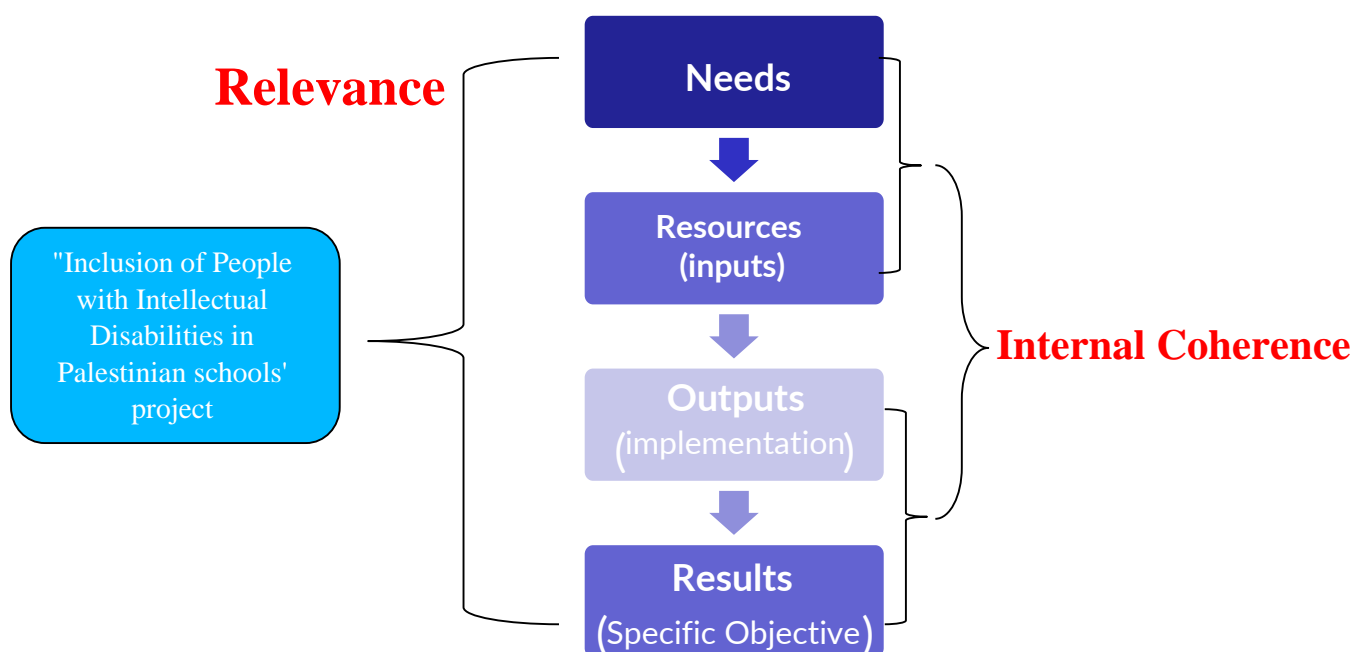 Relevance
Needs
Resources
(inputs)
"Inclusion of People
with Intellectual
Disabilities in
Palestinian schools'
project
Internal Coherence
Outputs
(implementation)
Results
(Specific Objective)